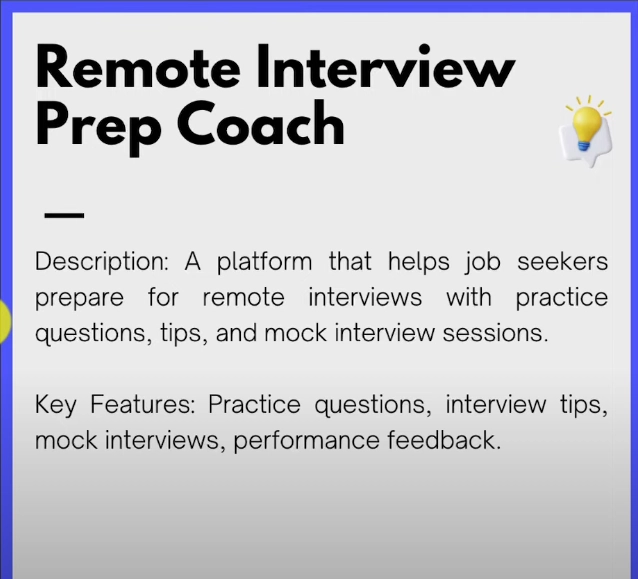 Remote Interview
Prep Coach
Description: A platform that helps job seekers
prepare for remote interviews with practice
questions, tips, and mock interview sessions.
Key Features: Practice questions, interview tips,
mock interviews, performance feedback.